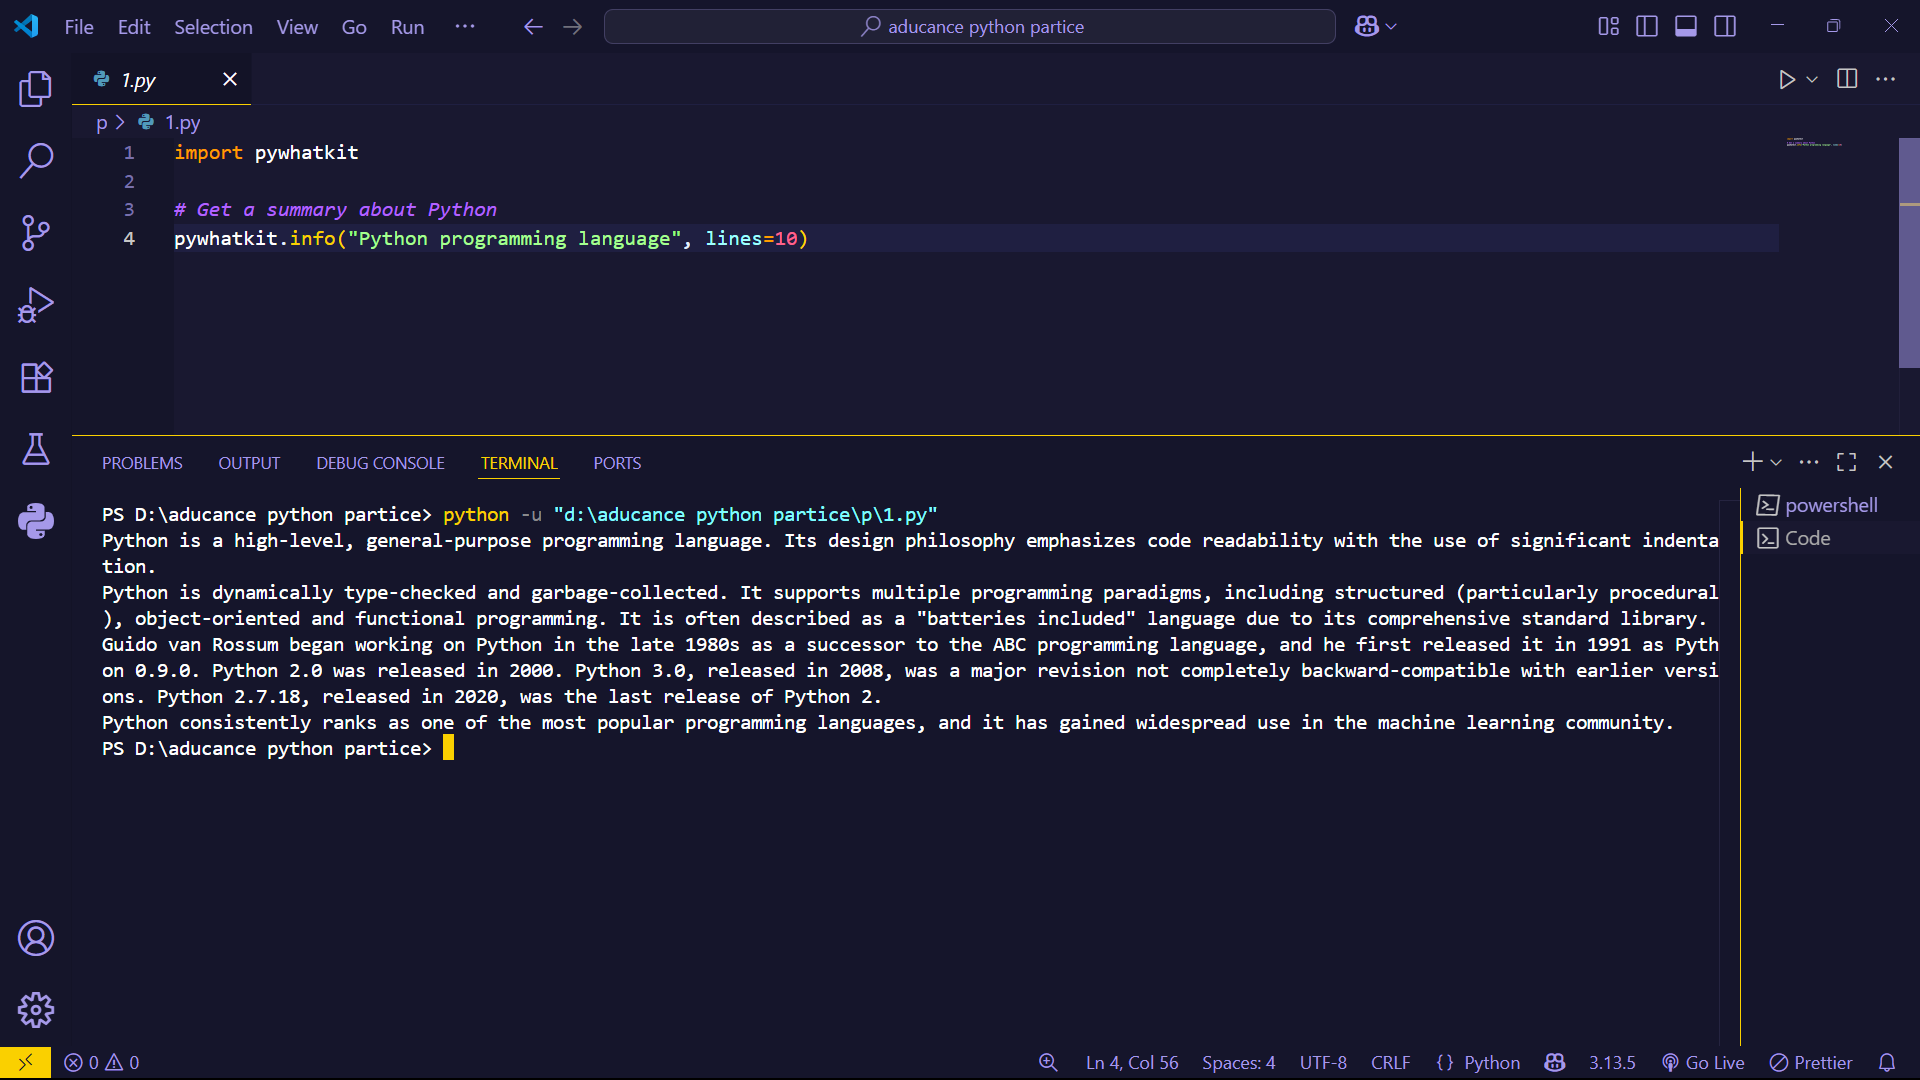 File Edit Selection View Go Run ··· aducance python partice
1.py
p > 1.py
1 import pywhatkit
2
3 # Get a summary about Python
4 pywhatkit.info("Python programming language", lines=10)
PROBLEMS OUTPUT DEBUG CONSOLE TERMINAL PORTS
powershell
Code
PS D:\aducance python partice> python -u "d:\aducance python partice\p\1.py"
Python is a high-level, general-purpose programming language. Its design philosophy emphasizes code readability with the use of significant indenta
tion.
Python is dynamically type-checked and garbage-collected. It supports multiple programming paradigms, including structured (particularly procedural
), object-oriented and functional programming. It is often described as a "batteries included" language due to its comprehensive standard library.
Guido van Rossum began working on Python in the late 1980s as a successor to the ABC programming language, and he first released it in 1991 as Pyth
on 0.9.0. Python 2.0 was released in 2000. Python 3.0, released in 2008, was a major revision not completely backward-compatible with earlier versi
ons. Python 2.7.18, released in 2020, was the last release of Python 2.
Python consistently ranks as one of the most popular programming languages, and it has gained widespread use in the machine learning community.
PS D:\aducance python partice>
0 0 Ln 4, Col 56 Spaces: 4 UTF-8 CRLF {} Python 3.13.5 Go Live Prettier